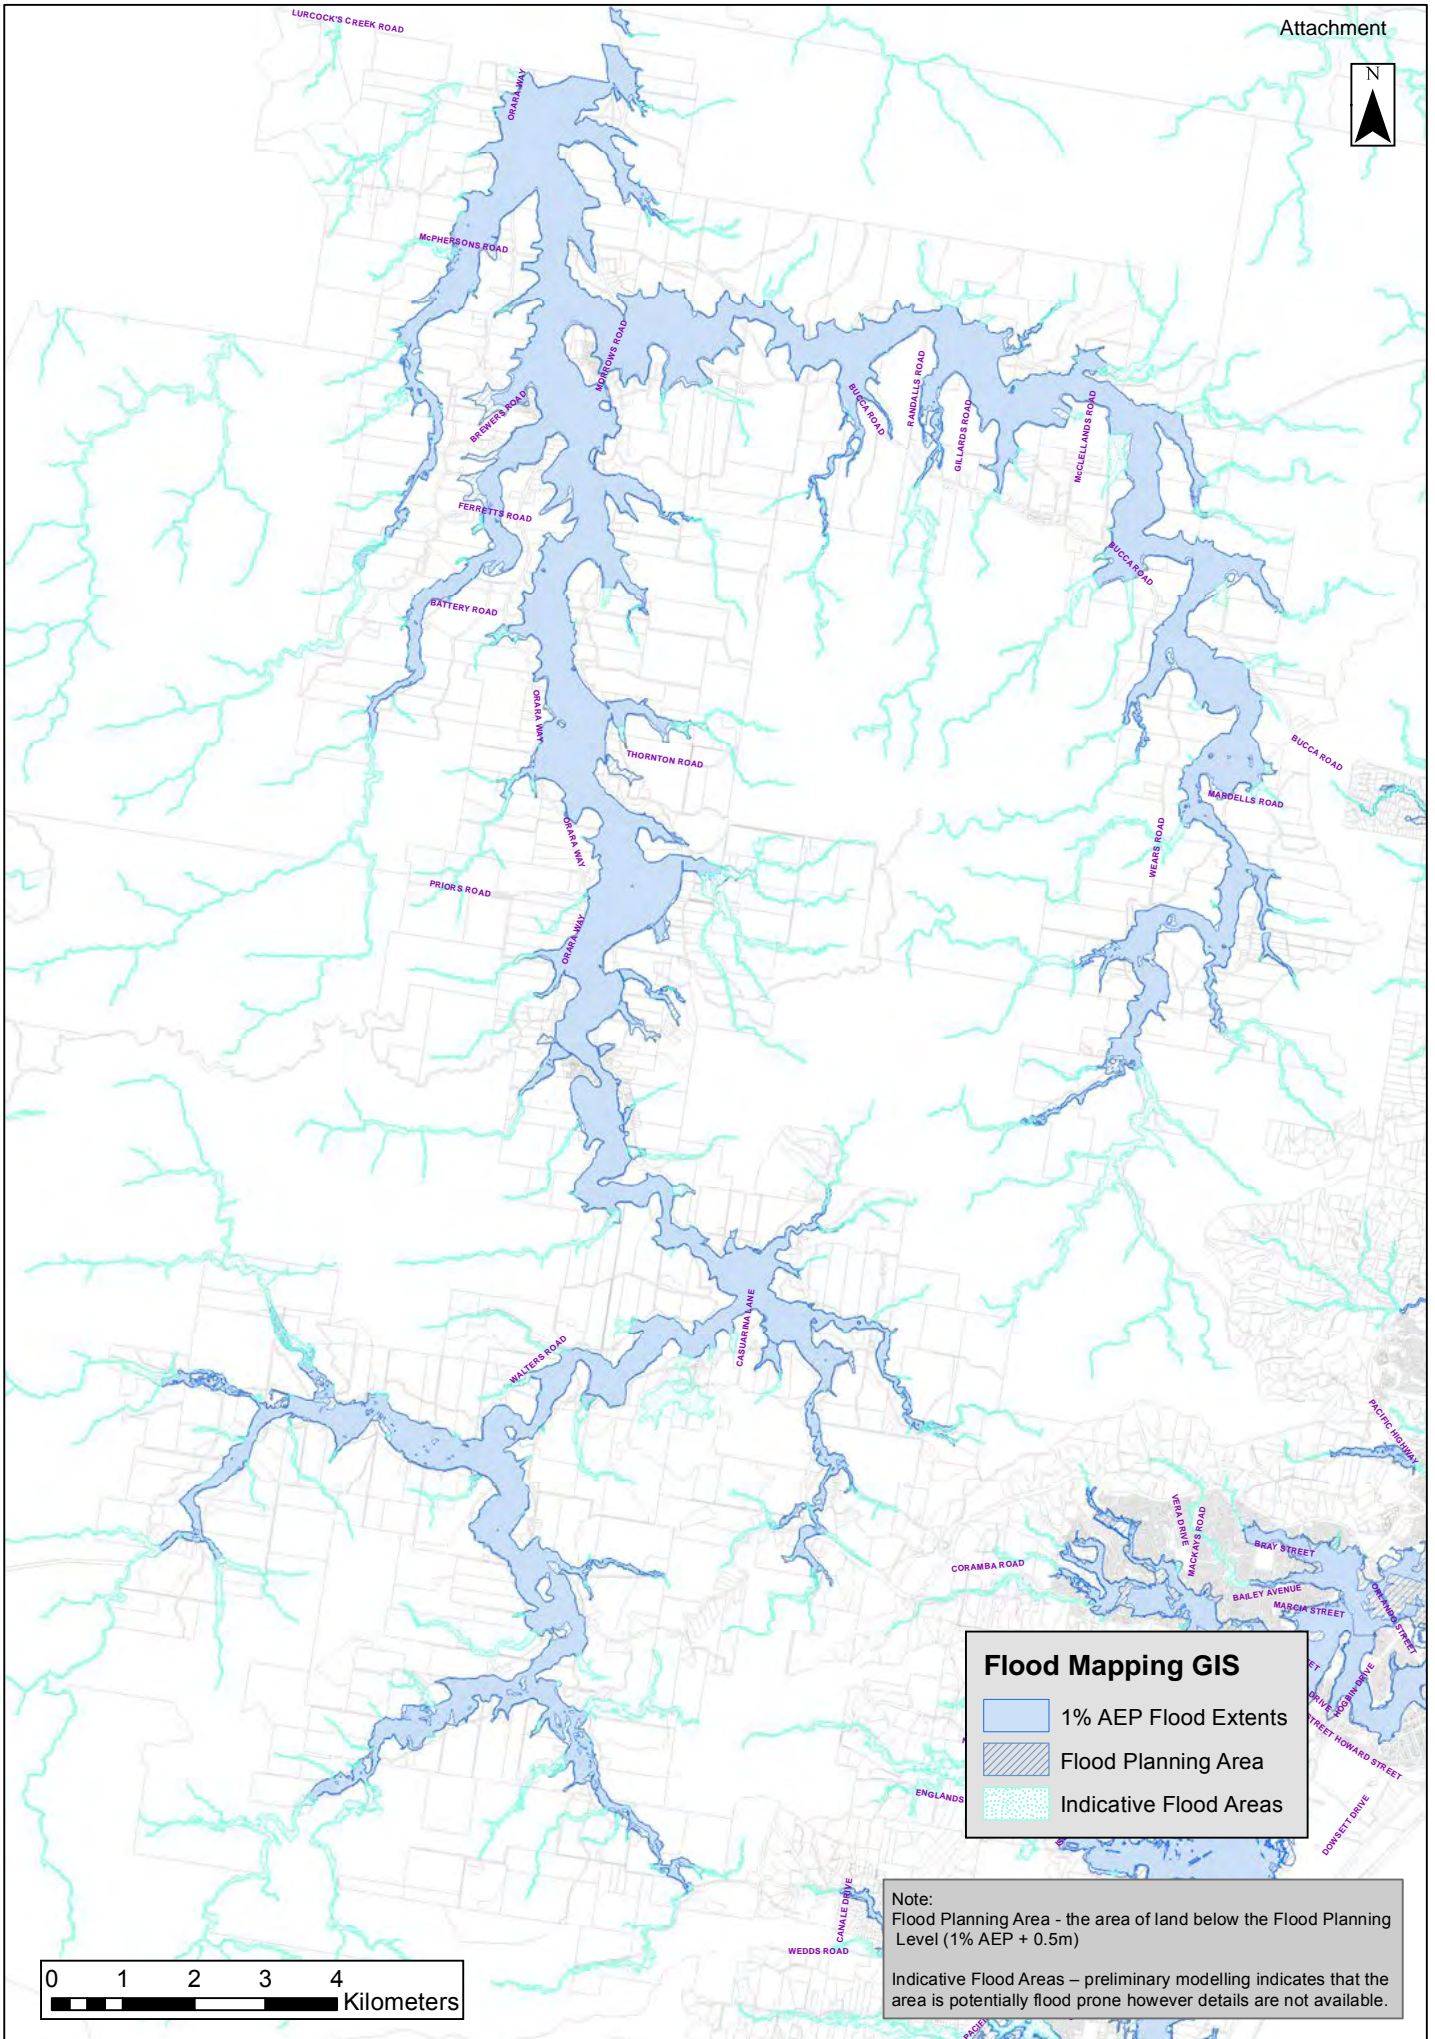 LURCOCK'S CREEK ROAD
Attachment
N
ORARA WAY
McPHERSONS ROAD
MORROWS ROAD
BREWERS ROAD
BUCCA ROAD
RANDALLS ROAD
GILLARDS ROAD
McCLELLANDS ROAD
FERRETTS ROAD
BUCCA ROAD
BATTERY ROAD
ORARA WAY
THORNTON ROAD
BUCCA ROAD
MARDELLS ROAD
ORARA WAY
WEARS ROAD
PRIORS ROAD
ORARA WAY
CASUARINA LANE
WALTERS ROAD
PACIFIC HIGHWAY
VERA DRIVE
MACKAYS ROAD
BRAY STREET
CORAMBA ROAD
BAILEY AVENUE
MARCIA STREET
ORLANDO STREET
DRIVE
HOGBIN DRIVE
STREET
HOWARD STREET
ENGLANDS
DOWSETT DRIVE
Flood Mapping GIS
1% AEP Flood Extents
Flood Planning Area
Indicative Flood Areas
CANALE DRIVE
WEDDS ROAD
Note:
Flood Planning Area - the area of land below the Flood Planning
Level (1% AEP + 0.5m)
Indicative Flood Areas – preliminary modelling indicates that the
area is potentially flood prone however details are not available.
0 1 2 3 4
Kilometers